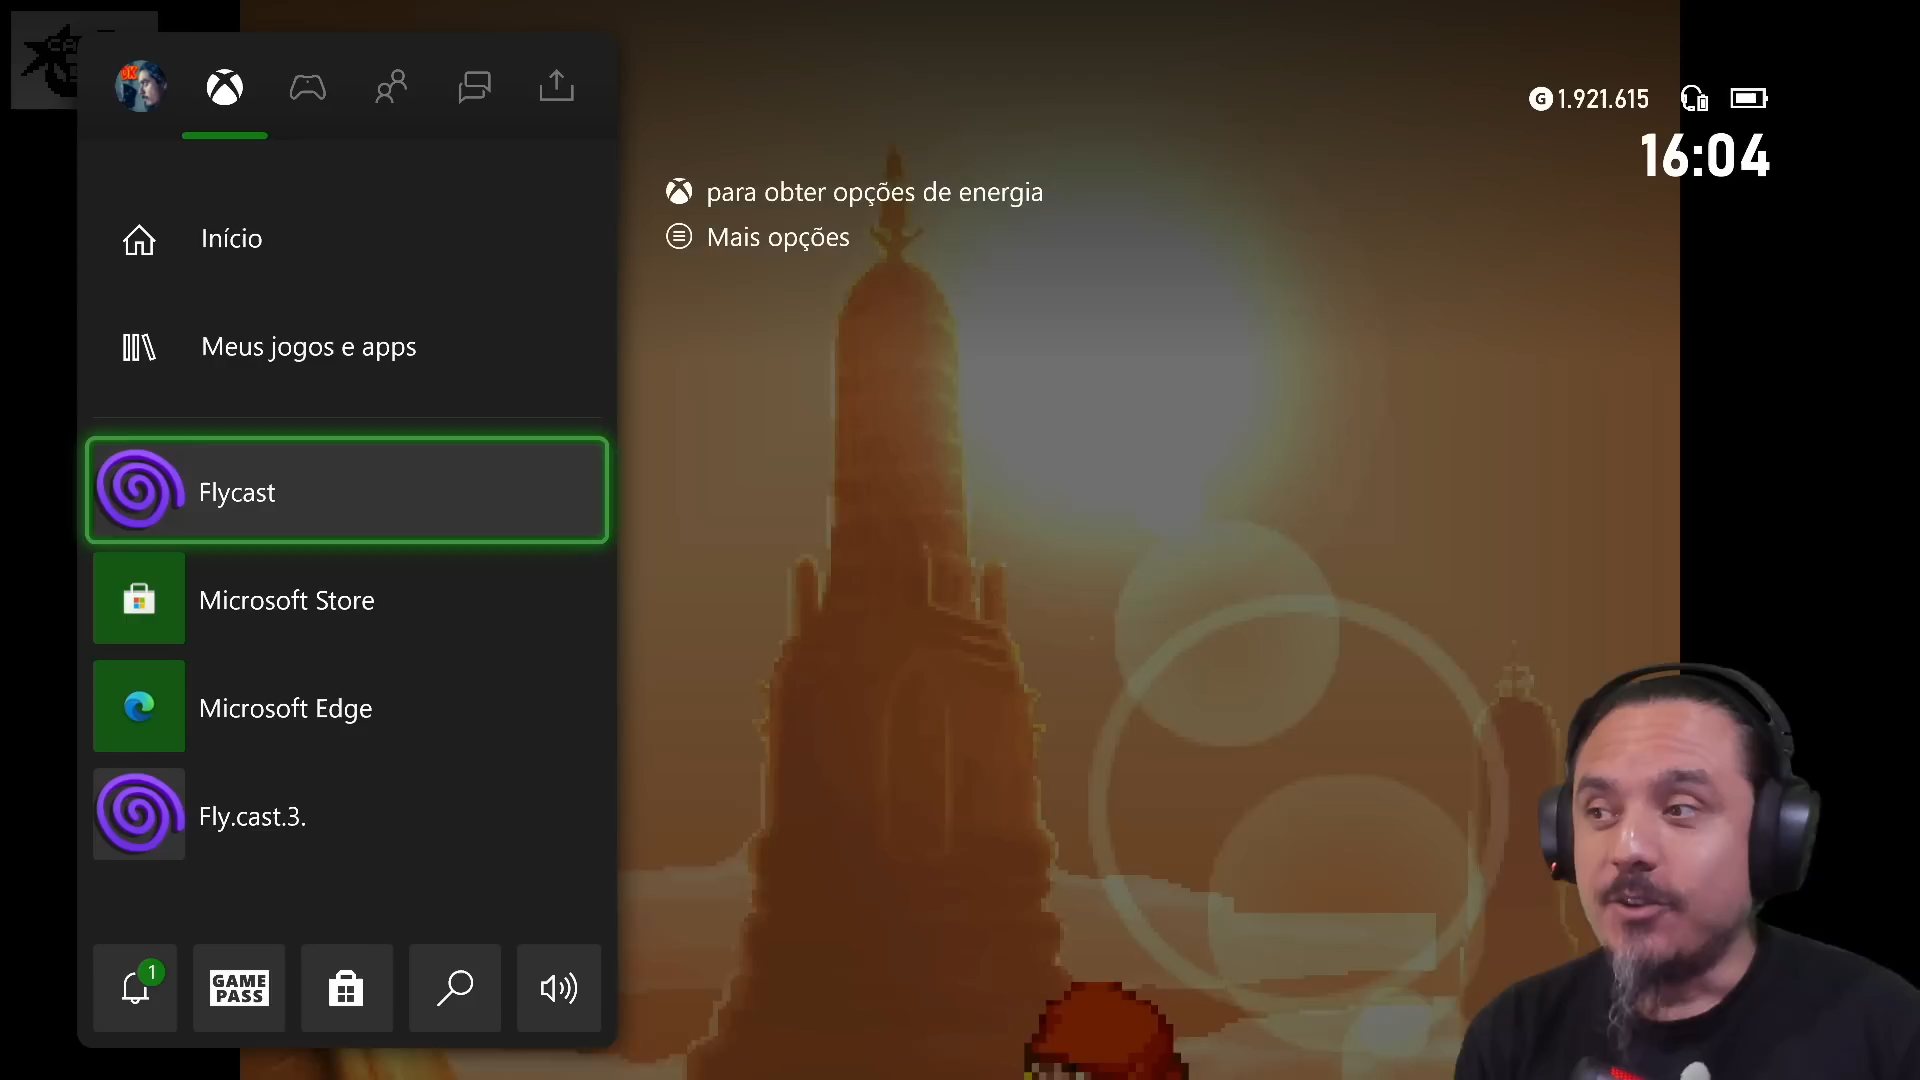 OK
G 1.921.615
16:04
para obter opções de energia
Mais opções
Início
Meus jogos e apps
Flycast
Microsoft Store
Microsoft Edge
Fly.cast.3.
1
GAME
PASS